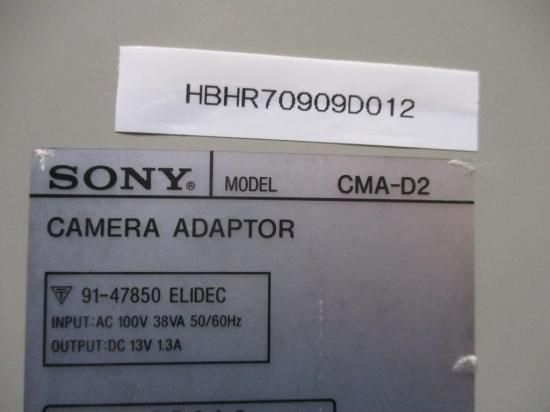 HBHR70909D012
SONY® MODEL CMA-D2
CAMERA ADAPTOR
91-47850 ELIDEC
INPUT:AC 100V 38VA 50/60Hz
OUTPUT:DC 13V 1.3A